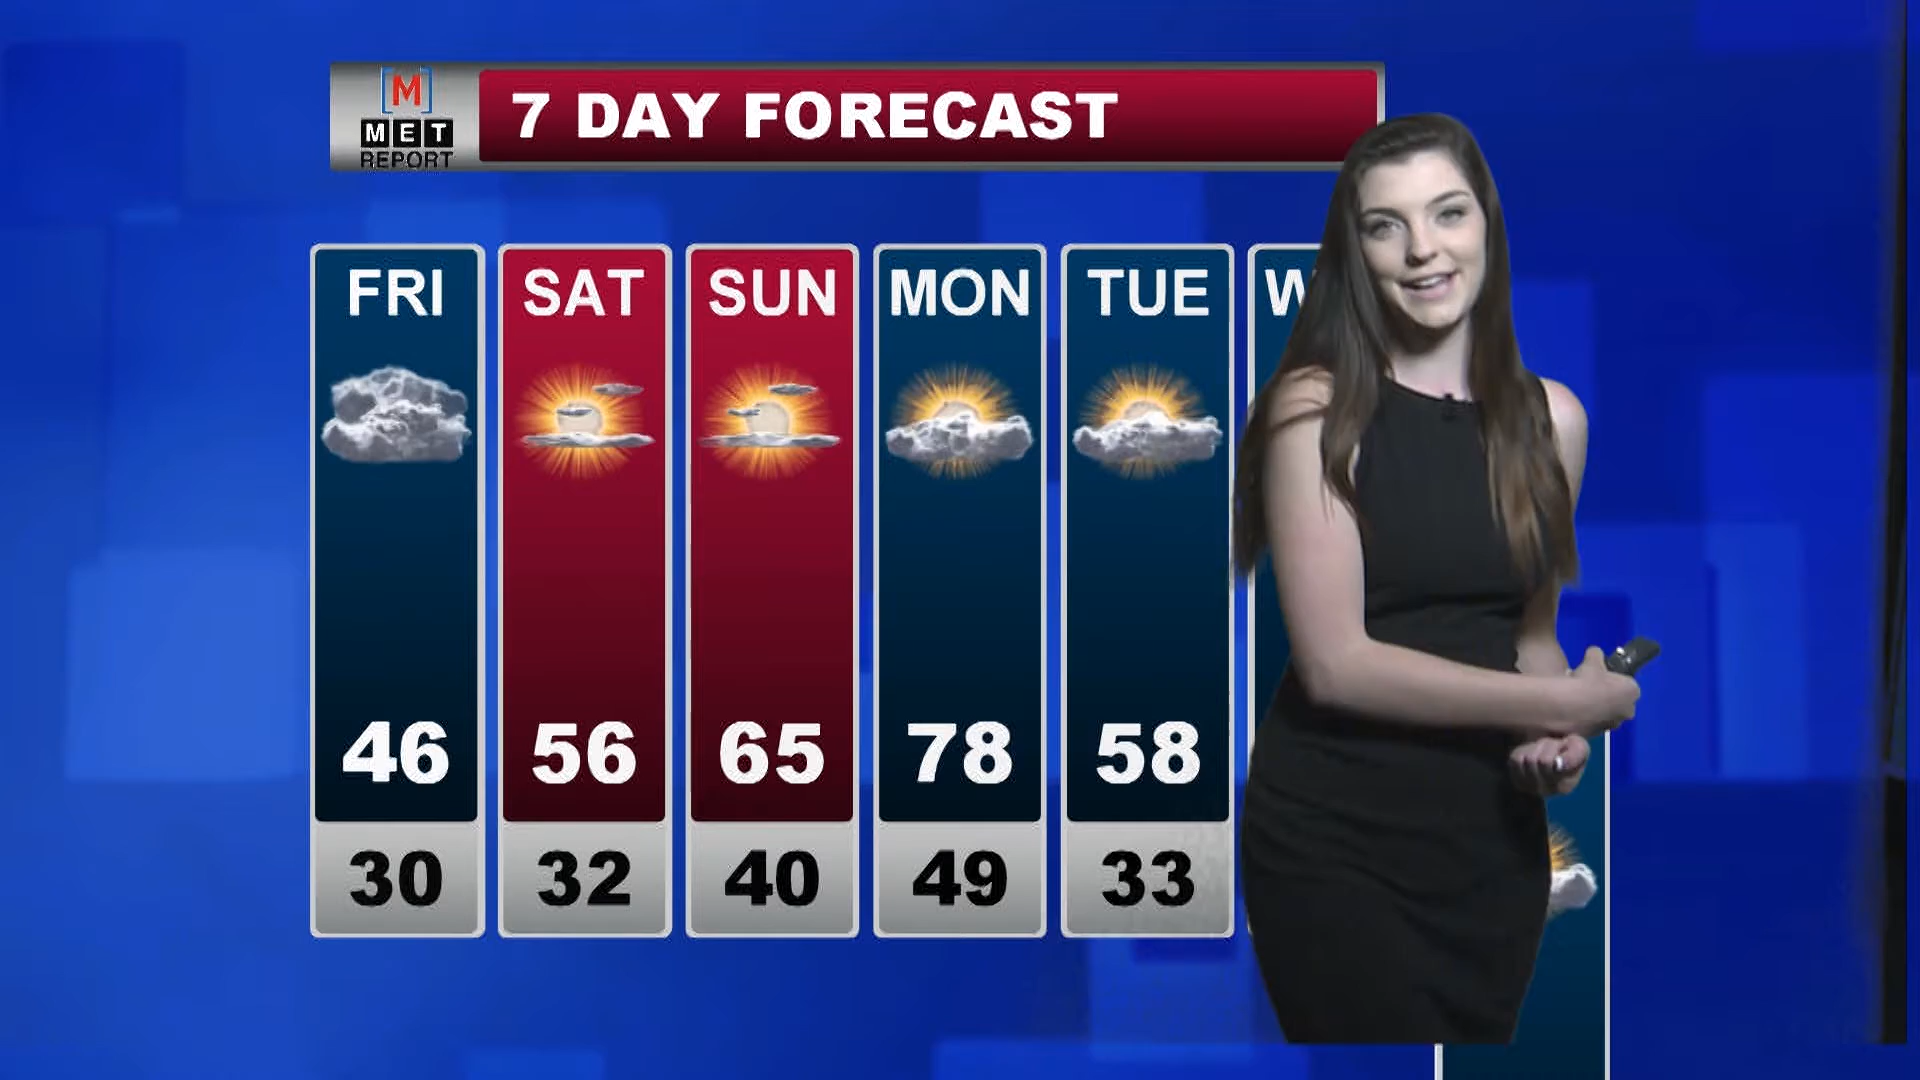 M
MET
REPORT
7 DAY FORECAST
FRI SAT SUN MON TUE
46 56 65 78 58
30 32 40 49 33